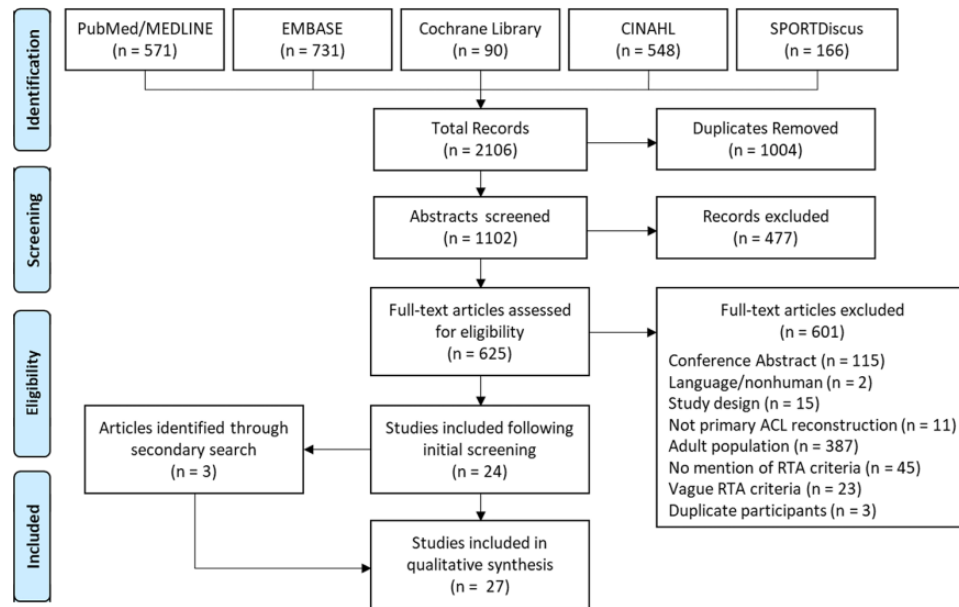 Identification
PubMed/MEDLINE
(n = 571)
EMBASE
(n = 731)
Cochrane Library
(n = 90)
CINAHL
(n = 548)
SPORTDiscus
(n = 166)
Total Records
(n = 2106)
Duplicates Removed
(n = 1004)
Screening
Abstracts screened
(n = 1102)
Records excluded
(n = 477)
Eligibility
Full-text articles assessed
for eligibility
(n = 625)
Full-text articles excluded
(n = 601)
Conference Abstract (n = 115)
Language/nonhuman (n = 2)
Study design (n = 15)
Not primary ACL reconstruction (n = 11)
Adult population (n = 387)
No mention of RTA criteria (n = 45)
Vague RTA criteria (n = 23)
Duplicate participants (n = 3)
Articles identified through
secondary search
(n = 3)
Studies included following
initial screening
(n = 24)
Included
Studies included in
qualitative synthesis
(n = 27)